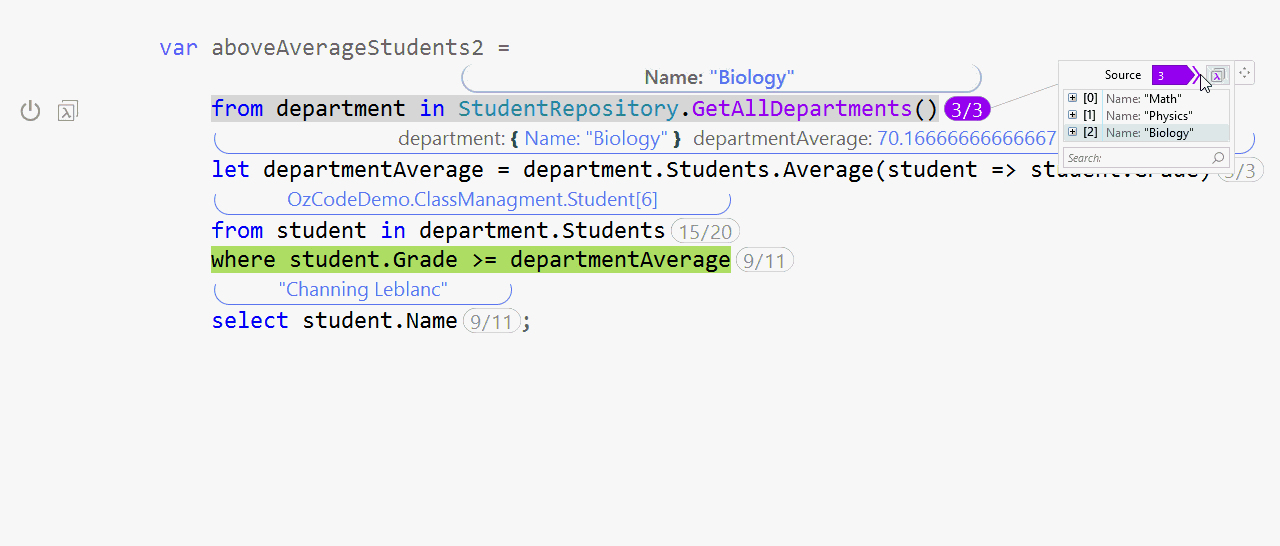 var aboveAverageStudents2 =
Name: "Biology"
from department in StudentRepository.GetAllDepartments() 3/3
department: { Name: "Biology" } departmentAverage: 70.16666666666667
let departmentAverage = department.Students.Average(student => student.Grade) 3/3
OzCodeDemo.ClassManagment.Student[6]
from student in department.Students 15/20
where student.Grade >= departmentAverage 9/11
"Channing Leblanc"
select student.Name 9/11 ;
Source 3
[0] Name: "Math"
[1] Name: "Physics"
[2] Name: "Biology"
Search: